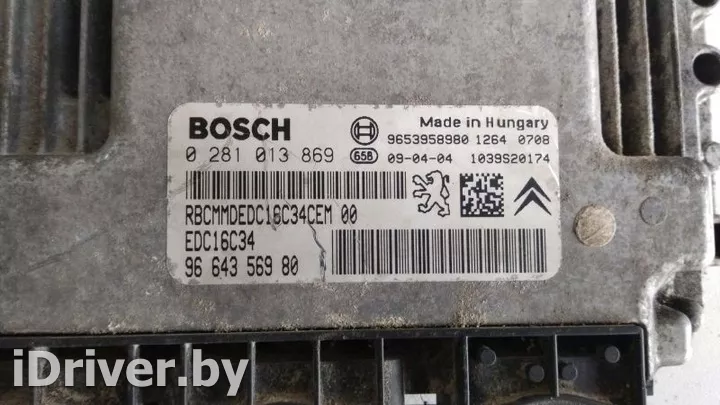 BOSCH
Made in Hungary
9653958980 1264 0708
0 281 013 869
658
09-04-04 1039S20174
RBCMMDEDC16C34CEM 00
EDC16C34
96 643 569 80
iDriver.by